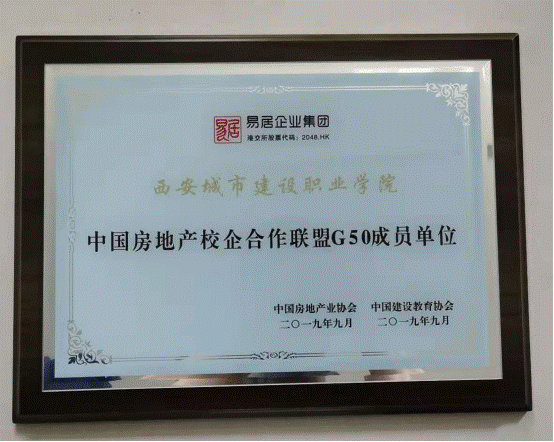 易居 易居企业集团
港交所股票代码：2048.HK
西安城市建设职业学院
中国房地产校企合作联盟G50成员单位
中国房地产业协会 中国建设教育协会
二〇一九年九月 二〇一九年九月